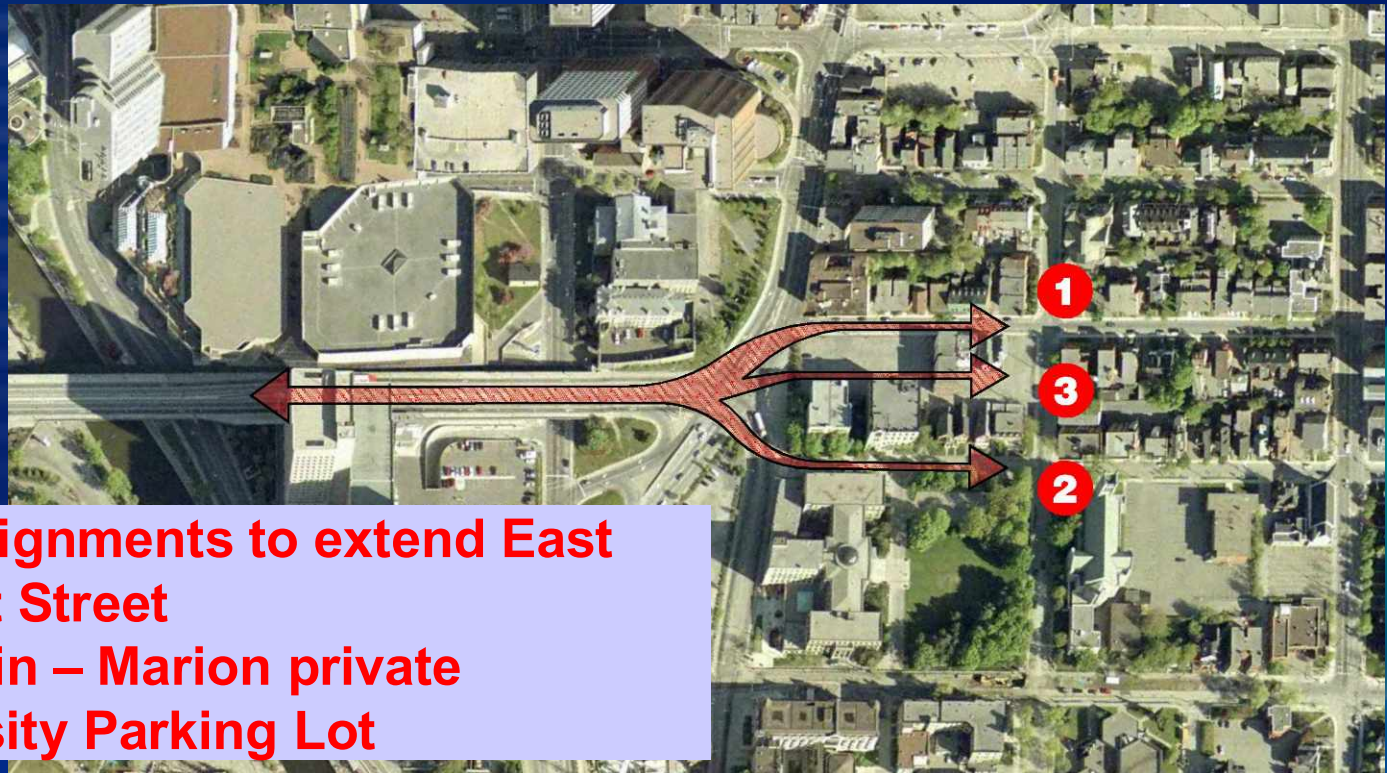 1
3
2
ignments to extend East
t Street
in – Marion private
sity Parking Lot